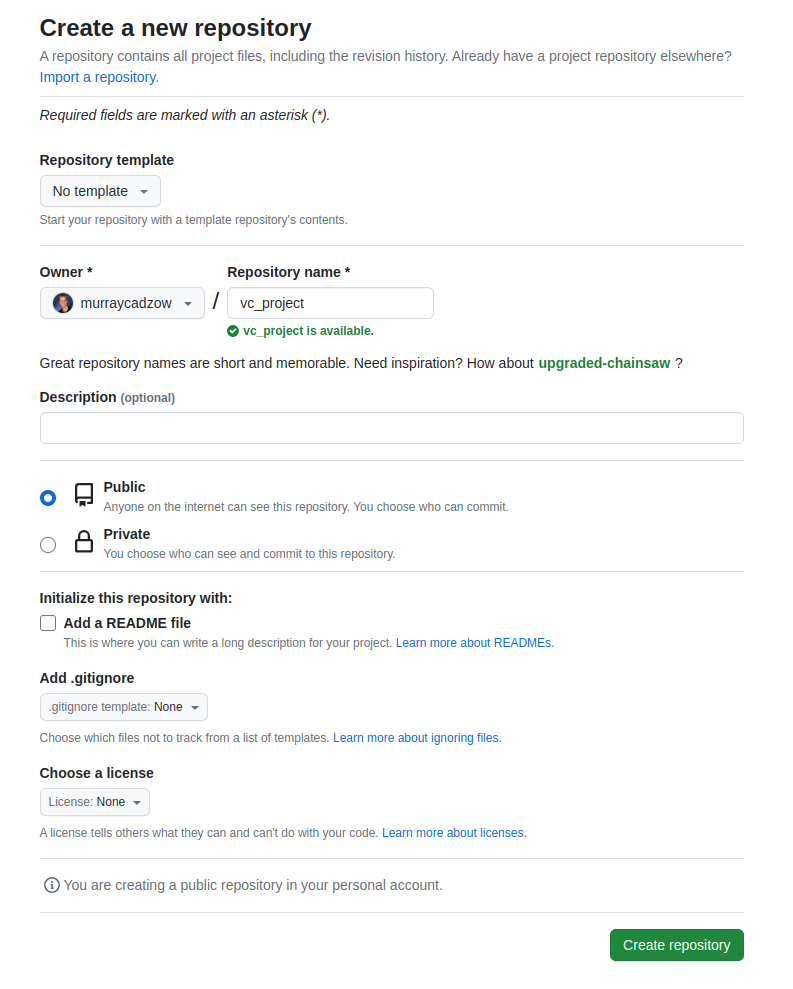 Create a new repository
A repository contains all project files, including the revision history. Already have a project repository elsewhere?
Import a repository.
Required fields are marked with an asterisk (*).
Repository template
No template
Start your repository with a template repository's contents.
Owner *
Repository name *
murraycadzow
/
vc_project
vc_project is available.
Great repository names are short and memorable. Need inspiration? How about upgraded-chainsaw ?
Description (optional)
Public
Anyone on the internet can see this repository. You choose who can commit.
Private
You choose who can see and commit to this repository.
Initialize this repository with:
Add a README file
This is where you can write a long description for your project. Learn more about READMEs.
Add .gitignore
.gitignore template: None
Choose which files not to track from a list of templates. Learn more about ignoring files.
Choose a license
License: None
A license tells others what they can and can't do with your code. Learn more about licenses.
You are creating a public repository in your personal account.
Create repository